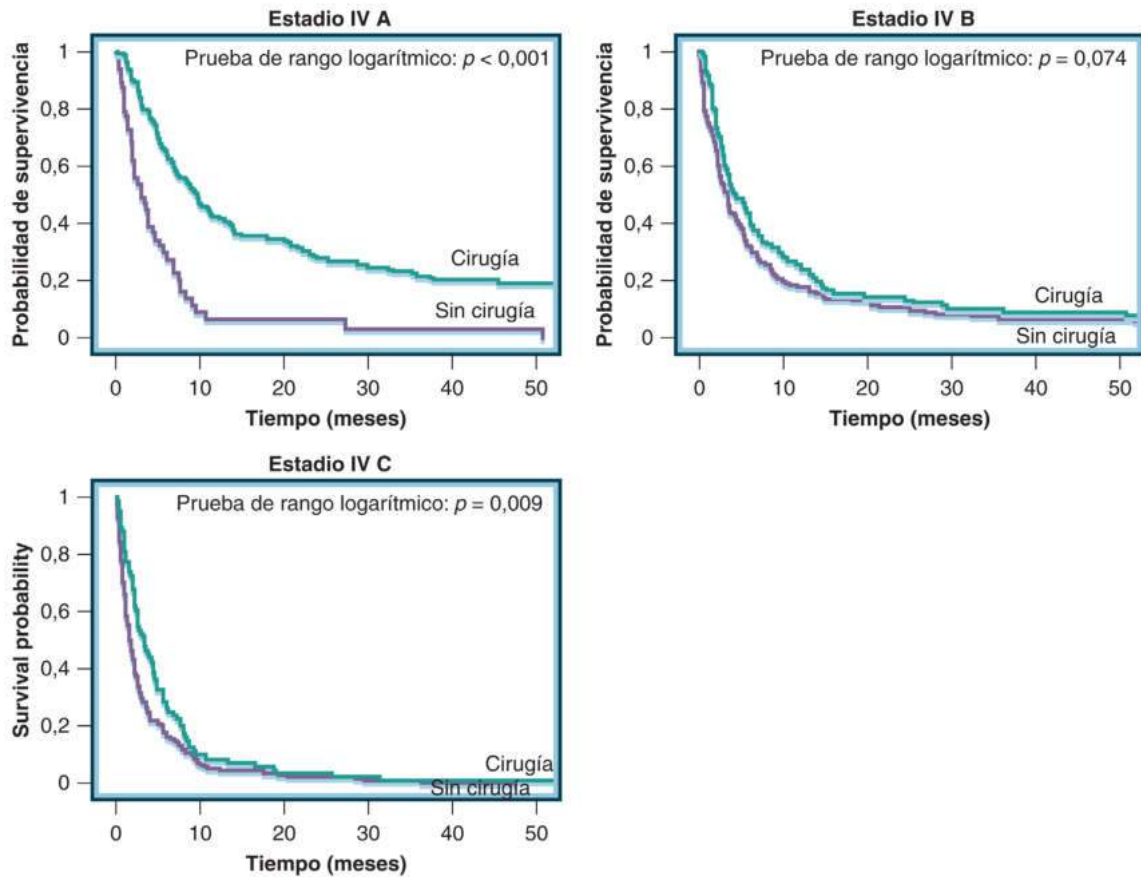 Estadio IV A
Prueba de rango logarítmico: p < 0,001
Probabilidad de supervivencia
1
0,8
0,6
0,4
0,2
0
Cirugía
Sin cirugía
0 10 20 30 40 50
Tiempo (meses)
Estadio IV B
Prueba de rango logarítmico: p = 0,074
Probabilidad de supervivencia
1
0,8
0,6
0,4
0,2
0
Cirugía
Sin cirugía
0 10 20 30 40 50
Tiempo (meses)
Estadio IV C
Prueba de rango logarítmico: p = 0,009
Survival probability
1
0,8
0,6
0,4
0,2
0
Cirugía
Sin cirugía
0 10 20 30 40 50
Tiempo (meses)